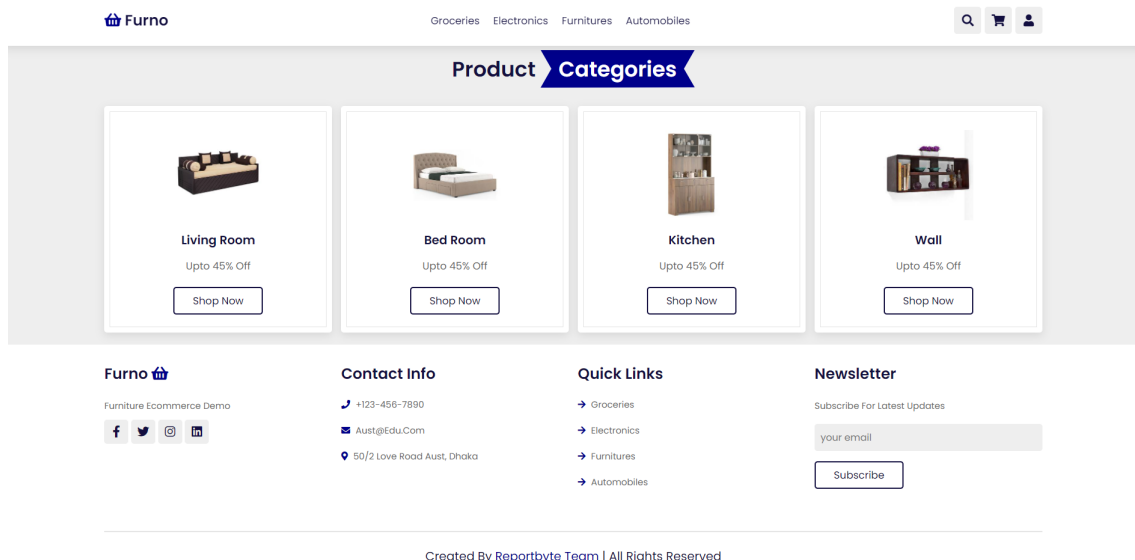 Furno
Groceries Electronics Furnitures Automobiles
Product Categories
Living Room
Upto 45% Off
Shop Now
Bed Room
Upto 45% Off
Shop Now
Kitchen
Upto 45% Off
Shop Now
Wall
Upto 45% Off
Shop Now
Furno
Furniture Ecommerce Demo
Contact Info
+123-456-7890
Aust@Edu.Com
50/2 Love Road Aust, Dhaka
Quick Links
Groceries
Electronics
Furnitures
Automobiles
Newsletter
Subscribe For Latest Updates
your email
Subscribe
Created By Reportbyte Team | All Rights Reserved